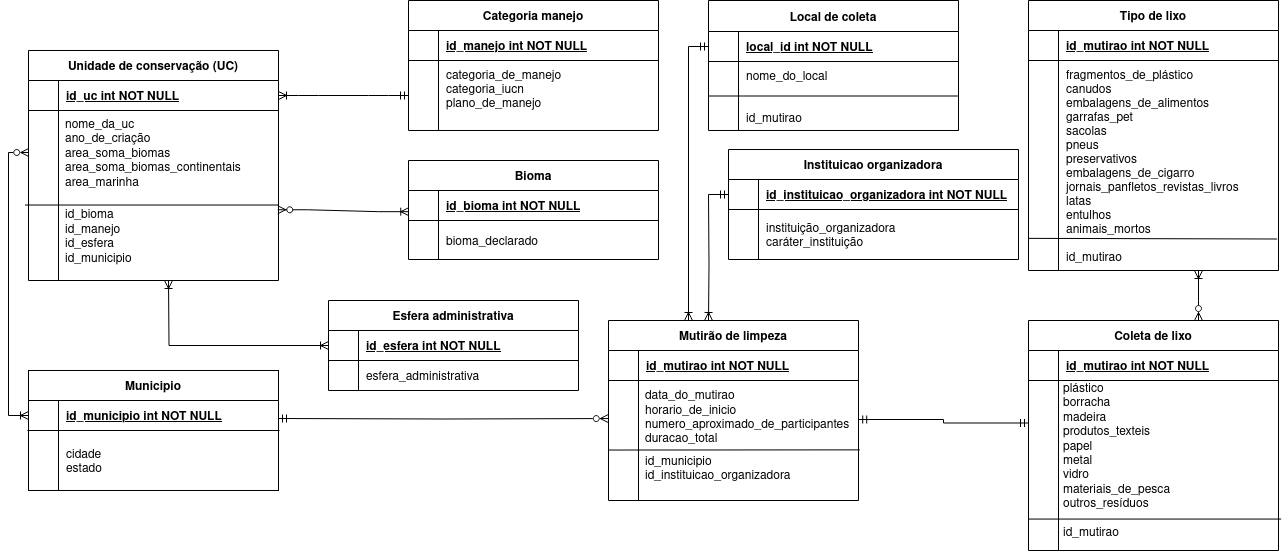 Categoria manejo
id_manejo int NOT NULL
categoria_de_manejo
categoria_iucn
plano_de_manejo
Local de coleta
local_id int NOT NULL
nome_do_local
id_mutirao
Tipo de lixo
id_mutirao int NOT NULL
fragmentos_de_plástico
canudos
embalagens_de_alimentos
garrafas_pet
sacolas
pneus
preservativos
embalagens_de_cigarro
jornais_panfletos_revistas_livros
latas
entulhos
animais_mortos
id_mutirao
Unidade de conservação (UC)
id_uc int NOT NULL
nome_da_uc
ano_de_criação
area_soma_biomas
area_soma_biomas_continentais
area_marinha
id_bioma
id_manejo
id_esfera
id_municipio
Bioma
id_bioma int NOT NULL
bioma_declarado
Instituicao organizadora
id_instituicao_organizadora int NOT NULL
instituição_organizadora
caráter_instituição
Esfera administrativa
id_esfera int NOT NULL
esfera_administrativa
Municipio
id_municipio int NOT NULL
cidade
estado
Mutirão de limpeza
id_mutirao int NOT NULL
data_do_mutirao
horario_de_inicio
numero_aproximado_de_participantes
duracao_total
id_municipio
id_instituicao_organizadora
Coleta de lixo
id_mutirao int NOT NULL
plástico
borracha
madeira
produtos_texteis
papel
metal
vidro
materiais_de_pesca
outros_resíduos
id_mutirao